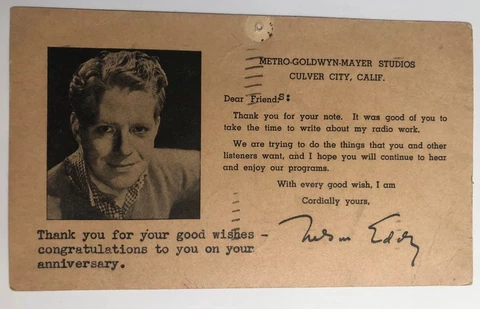 METRO-GOLDWYN-MAYER STUDIOS
CULVER CITY, CALIF.
Dear Friends:
Thank you for your note. It was good of you to
take the time to write about my radio work.
We are trying to do the things that you and other
listeners want, and I hope you will continue to hear
and enjoy our programs.
With every good wish, I am
Cordially yours,
Nelson Eddy
Thank you for your good wishes -
congratulations to you on your
anniversary.